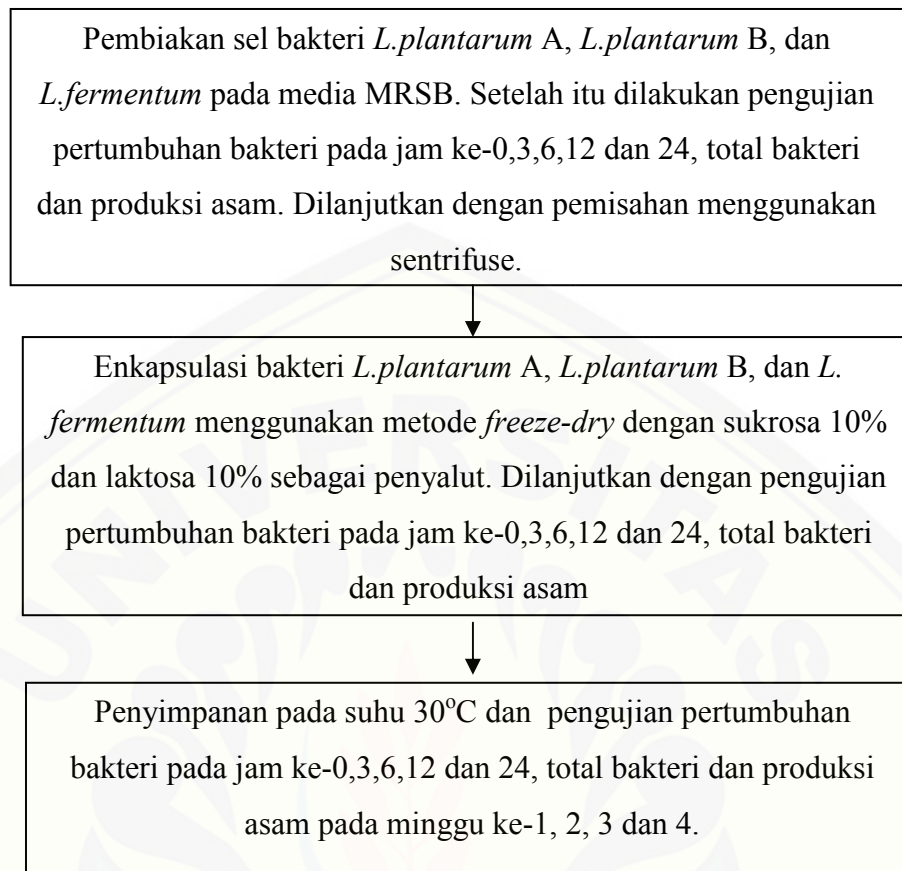 Pembiakan sel bakteri L.plantarum A, L.plantarum B, dan
L.fermentum pada media MRSB. Setelah itu dilakukan pengujian
pertumbuhan bakteri pada jam ke-0,3,6,12 dan 24, total bakteri
dan produksi asam. Dilanjutkan dengan pemisahan menggunakan
sentrifuse.
Enkapsulasi bakteri L.plantarum A, L.plantarum B, dan L.
fermentum menggunakan metode freeze-dry dengan sukrosa 10%
dan laktosa 10% sebagai penyalut. Dilanjutkan dengan pengujian
pertumbuhan bakteri pada jam ke-0,3,6,12 dan 24, total bakteri
dan produksi asam
Penyimpanan pada suhu 30°C dan pengujian pertumbuhan
bakteri pada jam ke-0,3,6,12 dan 24, total bakteri dan produksi
asam pada minggu ke-1, 2, 3 dan 4.
UNIVERSITAS